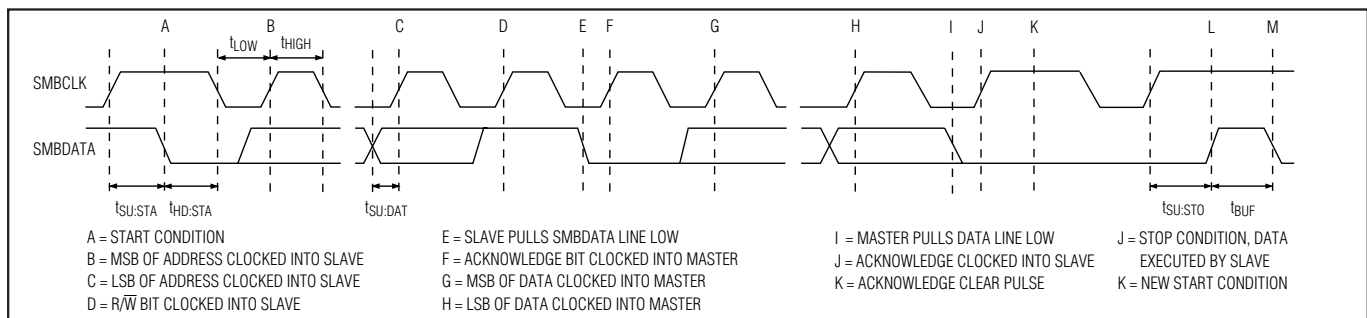 A B C D E F G H I J K L M
tLOW tHIGH
SMBCLK
SMBDATA
tSU:STA tHD:STA tSU:DAT tSU:STO tBUF
A = START CONDITION
B = MSB OF ADDRESS CLOCKED INTO SLAVE
C = LSB OF ADDRESS CLOCKED INTO SLAVE
D = R/W̅ BIT CLOCKED INTO SLAVE
E = SLAVE PULLS SMBDATA LINE LOW
F = ACKNOWLEDGE BIT CLOCKED INTO MASTER
G = MSB OF DATA CLOCKED INTO MASTER
H = LSB OF DATA CLOCKED INTO MASTER
I = MASTER PULLS DATA LINE LOW
J = ACKNOWLEDGE CLOCKED INTO SLAVE
K = ACKNOWLEDGE CLEAR PULSE
J = STOP CONDITION, DATA
EXECUTED BY SLAVE
K = NEW START CONDITION